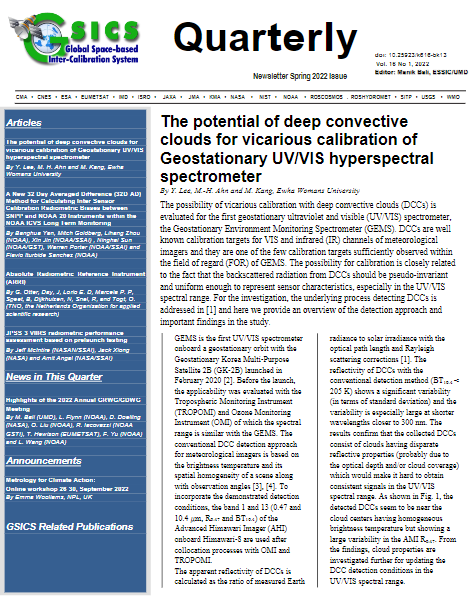 GSICS
Global Space-based
Inter-Calibration System
Quarterly
doi: 10.25923/k616-bk13
Vol. 16 No 1, 2022
Newsletter Spring 2022 Issue
Editor: Manik Bali, ESSIC/UMD
CMA • CNES • ESA • EUMETSAT • IMD • ISRO • JAXA • JMA • KMA • NASA • NIST • NOAA • ROSCOSMOS . ROSHYDROMET • SITP • USGS • WMO
Articles
The potential of deep convective clouds for
vicarious calibration of Geostationary UV/VIS
hyperspectral spectrometer
By Y. Lee, M. H. Ahn and M. Kang, Ewha
Womans University
A New 32 Day Averaged Difference (32D AD)
Method for Calculating Inter Sensor
Calibration Radiometric Biases between
SNPP and NOAA 20 Instruments within the
NOAA ICVS Long Term Monitoring
By Banghua Yan, Mitch Goldberg, Lihang Zhou
(NOAA), Xin Jin (NOAA/SSAI) , Ninghai Sun
(NOAA/GST), Warren Porter (NOAA/SSAI) and
Flavio Iturbide Sanchez (NOAA)
Absolute Radiometric Reference Instrument
(ARRI)
By G. Otter, Day, J, Lorio E. D, Marcele P. P,
Sgeet, B, Dijkhuizen, N, Snel, R, and Yogt, O.
(TNO, the Netherlands Organisation for applied
scientific research)
JPSS 3 VIIRS radiometric performance
assessment based on prelaunch testing
By Jeff McIntire (NASA/SSAI), Jack Xiong
(NASA) and Amit Angal (NASA/SSAI)
News in This Quarter
Highlights of the 2022 Annual GRWG/GDWG
Meeting
By M. Bali (UMD), L. Flynn (NOAA), D. Doelling
(NASA), Q. Liu (NOAA), R. Iacovazzi (NOAA
GSTI), T. Hewison (EUMETSAT), F. Yu (NOAA)
and L. Wang (NOAA)
Announcements
Metrology for Climate Action:
Online workshop 26 30, September 2022
By Emma Woolliams, NPL, UK
GSICS Related Publications
The potential of deep convective
clouds for vicarious calibration of
Geostationary UV/VIS hyperspectral
spectrometer
By Y. Lee, M.-H. Ahn and M. Kang, Ewha Womans University
The possibility of vicarious calibration with deep convective clouds (DCCs) is
evaluated for the first geostationary ultraviolet and visible (UV/VIS) spectrometer,
the Geostationary Environment Monitoring Spectrometer (GEMS). DCCs are well
known calibration targets for VIS and infrared (IR) channels of meteorological
imagers and they are one of the few calibration targets sufficiently observed within
the field of regard (FOR) of GEMS. The possibility for calibration is closely related
to the fact that the backscattered radiation from DCCs should be pseudo-invariant
and uniform enough to represent sensor characteristics, especially in the UV/VIS
spectral range. For the investigation, the underlying process detecting DCCs is
addressed in [1] and here we provide an overview of the detection approach and
important findings in the study.
GEMS is the first UV/VIS spectrometer
onboard a geostationary orbit with the
Geostationary Korea Multi-Purpose
Satellite 2B (GK-2B) launched in
February 2020 [2]. Before the launch,
the applicability was evaluated with the
Tropospheric Monitoring Instrument
(TROPOMI) and Ozone Monitoring
Instrument (OMI) of which the spectral
range is similar with the GEMS. The
conventional detection approach
for meteorological imagers is based on
the brightness temperature and its
spatial homogeneity of a scene along
with observation angles [3], [4]. To
incorporate the demonstrated detection
conditions, the band 1 and 13 (0.47 and
10.4 μm, R0.47 and BT10.4) of the
Advanced Himawari Imager (AHI)
onboard Himawari-8 are used after
collocation processes with OMI and
TROPOMI.
The apparent reflectivity of DCCs is
calculated as the ratio of measured Earth
radiance to solar irradiance with the
optical path length and Rayleigh
scattering corrections [1]. The
reflectivity of DCCs with the
conventional detection method (BT10.4 <=
205 K) shows a significant variability
(in terms of standard deviation) and the
variability is especially large at shorter
wavelengths closer to 300 nm. The
results confirm that the collected DCCs
consist of clouds having disparate
reflective properties (probably due to
the optical depth and/or cloud coverage)
which would make it hard to obtain
consistent signals in the UV/VIS
spectral range. As shown in Fig. 1, the
detected DCCs seem to be near the
cloud centers having homogeneous
brightness temperature but showing a
large variability in the AMI R0.47. From
the findings, cloud properties are
investigated further for updating the
DCC detection conditions in the
UV/VIS spectral range.